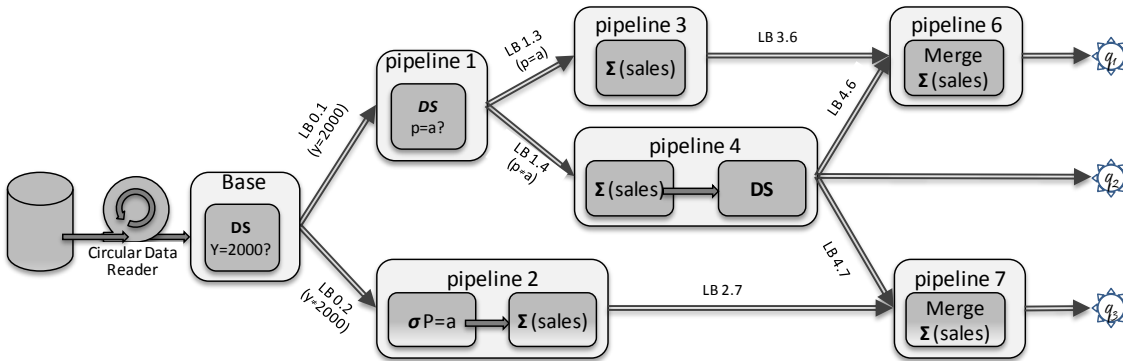 pipeline 1
DS
p=a?
pipeline 3
Σ(sales)
pipeline 6
Merge
Σ(sales)
LB 1.3
(p=a)
LB 3.6
q₁
LB 0.1
(y=2000)
LB 1.4
(p≠a)
LB 4.6
pipeline 4
Σ(sales)
DS
q₂
Base
DS
Y=2000?
Circular Data
Reader
LB 0.2
(y≠2000)
pipeline 2
σP=a
Σ(sales)
LB 2.7
LB 4.7
pipeline 7
Merge
Σ(sales)
q₃